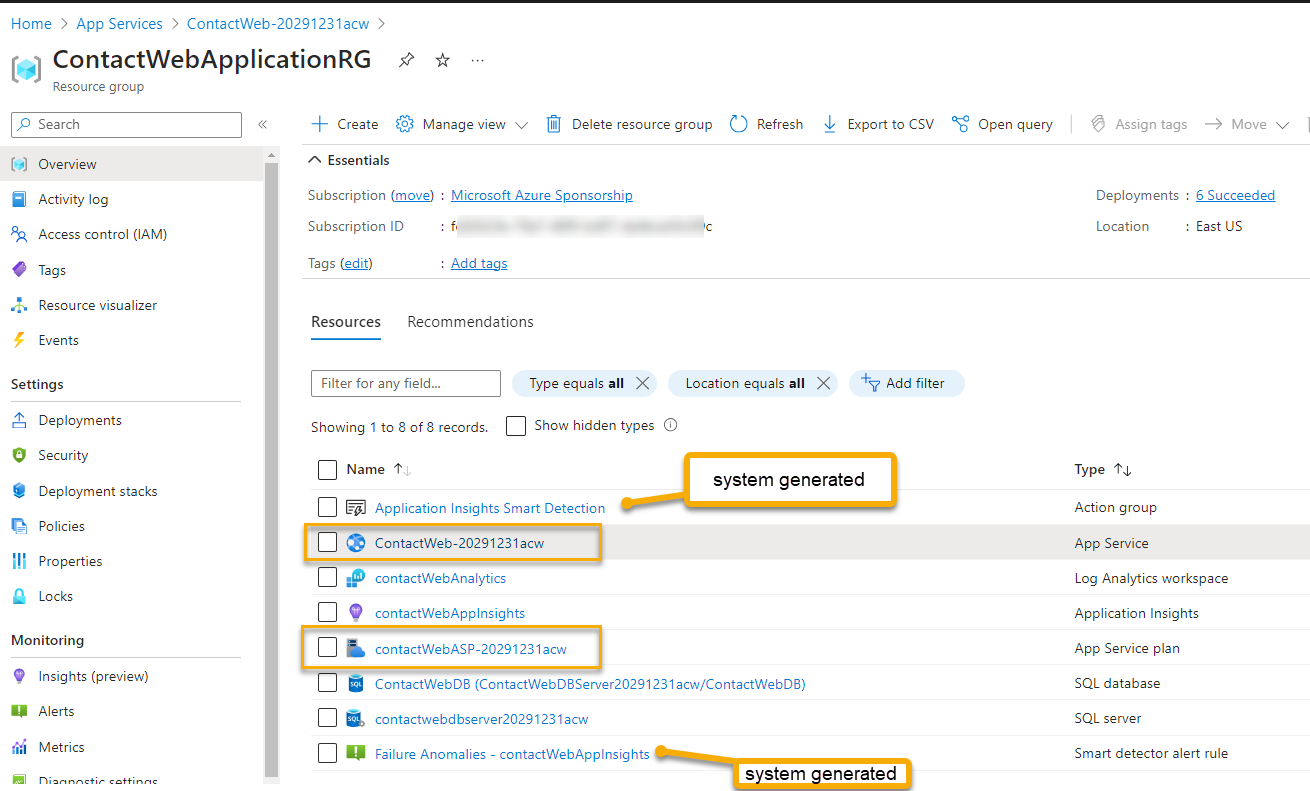 Home > App Services > ContactWeb-20291231acw >
ContactWebApplicationRG
...
Resource group
Search
«
Create Manage view Delete resource group Refresh Export to CSV Open query Assign tags Move
Overview
Activity log
Access control (IAM)
Tags
Resource visualizer
Events
Settings
Deployments
Security
Deployment stacks
Policies
Properties
Locks
Monitoring
Insights (preview)
Alerts
Metrics
Diagnostic settings
Essentials
Subscription (move) : Microsoft Azure Sponsorship
Deployments : 6 Succeeded
Subscription ID :
Location : East US
Tags (edit) : Add tags
Resources Recommendations
Filter for any field... Type equals all Location equals all Add filter
Showing 1 to 8 of 8 records. Show hidden types
Name ↑↓ Type ↑↓
system generated
Application Insights Smart Detection Action group
ContactWeb-20291231acw App Service
contactWebAnalytics Log Analytics workspace
contactWebAppInsights Application Insights
contactWebASP-20291231acw App Service plan
ContactWebDB (ContactWebDBServer20291231acw/ContactWebDB) SQL database
contactwebdbserver20291231acw SQL server
Failure Anomalies - contactWebAppInsights Smart detector alert rule
system generated